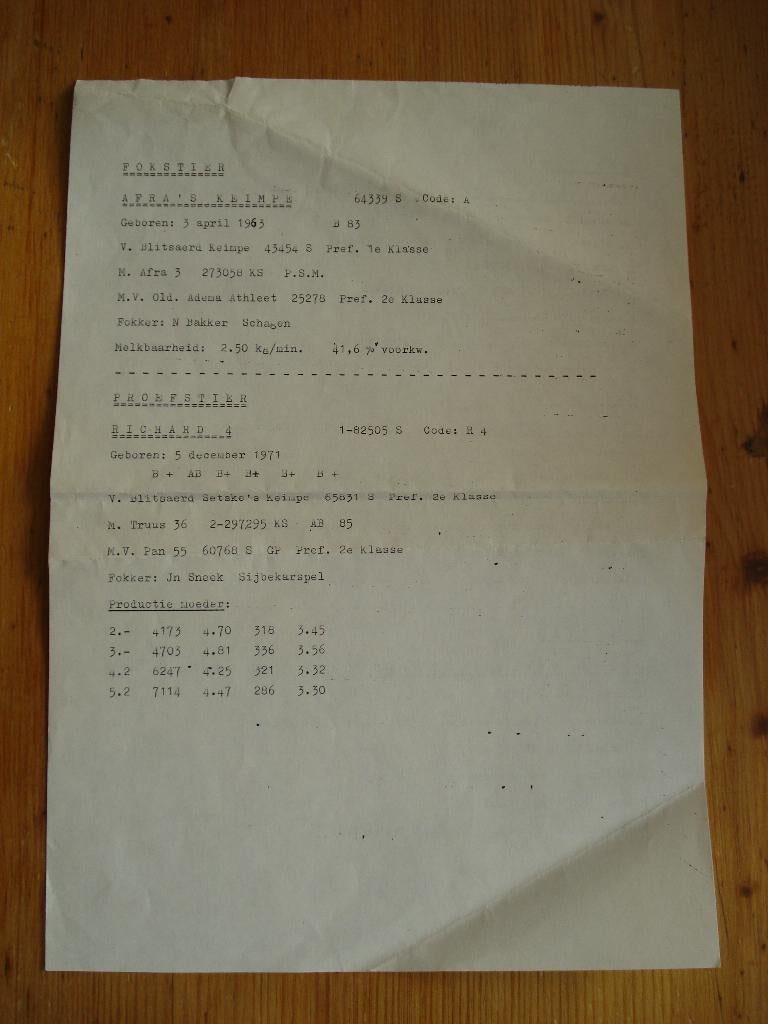 FOKSTIER
AFRA'S KEIMPE 64339 S Code: A
Geboren: 3 april 1963 B 83
V. Blitsaerd Keimpe 43454 S Pref. 1e Klasse
M. Afra 3 273058 KS P.S.M.
M.V. Old. Adema Athleet 25278 Pref. 2e Klasse
Fokker: N Bakker Schagen
Melkbaarheid: 2.50 kg/min. 41,6 % voorkw.
- - - - - - - - - - - - - - - - - - - - - - - - - - - - - - - - - -
PROEFSTIER
RICHARD 4 1-82505 S Code: R 4
Geboren: 5 december 1971
B + AB B+ B+ B+ B +
V. Blitsaerd Setske's Keimpe 65831 S Pref. 2e Klasse
M. Truus 36 2-297295 KS AB 85
M.V. Pan 55 60768 S GP Pref. 2e Klasse
Fokker: Jn Sneek Sijbekarspel
Productie moeder:
2.- 4173 4.70 318 3.45
3.- 4703 4.81 336 3.56
4.2 6247 4.25 321 3.32
5.2 7114 4.47 286 3.30